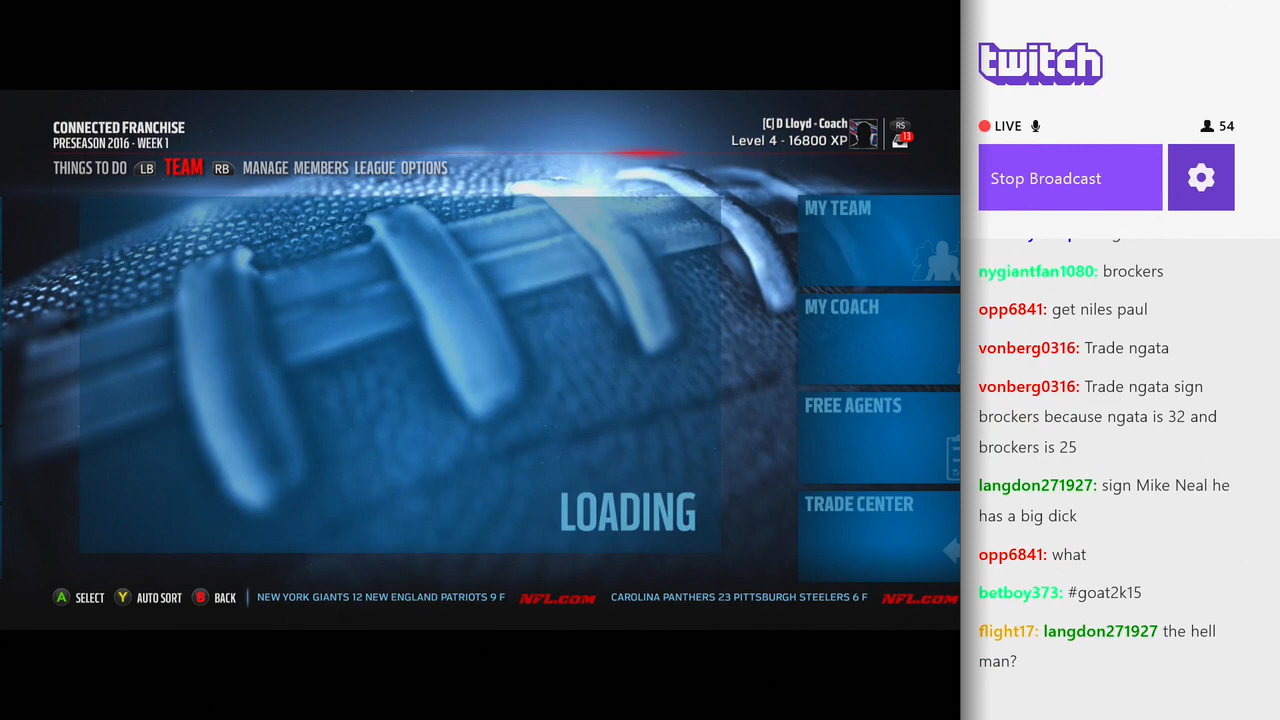 CONNECTED FRANCHISE
PRESEASON 2016 - WEEK 1
[C] D Lloyd - Coach
Level 4 - 16800 XP
RS
13
THINGS TO DO LB TEAM RB MANAGE MEMBERS LEAGUE OPTIONS
MY TEAM
MY COACH
FREE AGENTS
TRADE CENTER
LOADING
A SELECT Y AUTO SORT B BACK
NEW YORK GIANTS 12 NEW ENGLAND PATRIOTS 9 F NFL.COM CAROLINA PANTHERS 23 PITTSBURGH STEELERS 6 F NFL.COM
twitch
LIVE 54
Stop Broadcast
nygiantfan1080: brockers
opp6841: get niles paul
vonberg0316: Trade ngata
vonberg0316: Trade ngata sign
brockers because ngata is 32 and
brockers is 25
langdon271927: sign Mike Neal he
has a big dick
opp6841: what
betboy373: #goat2k15
flight17: langdon271927 the hell
man?